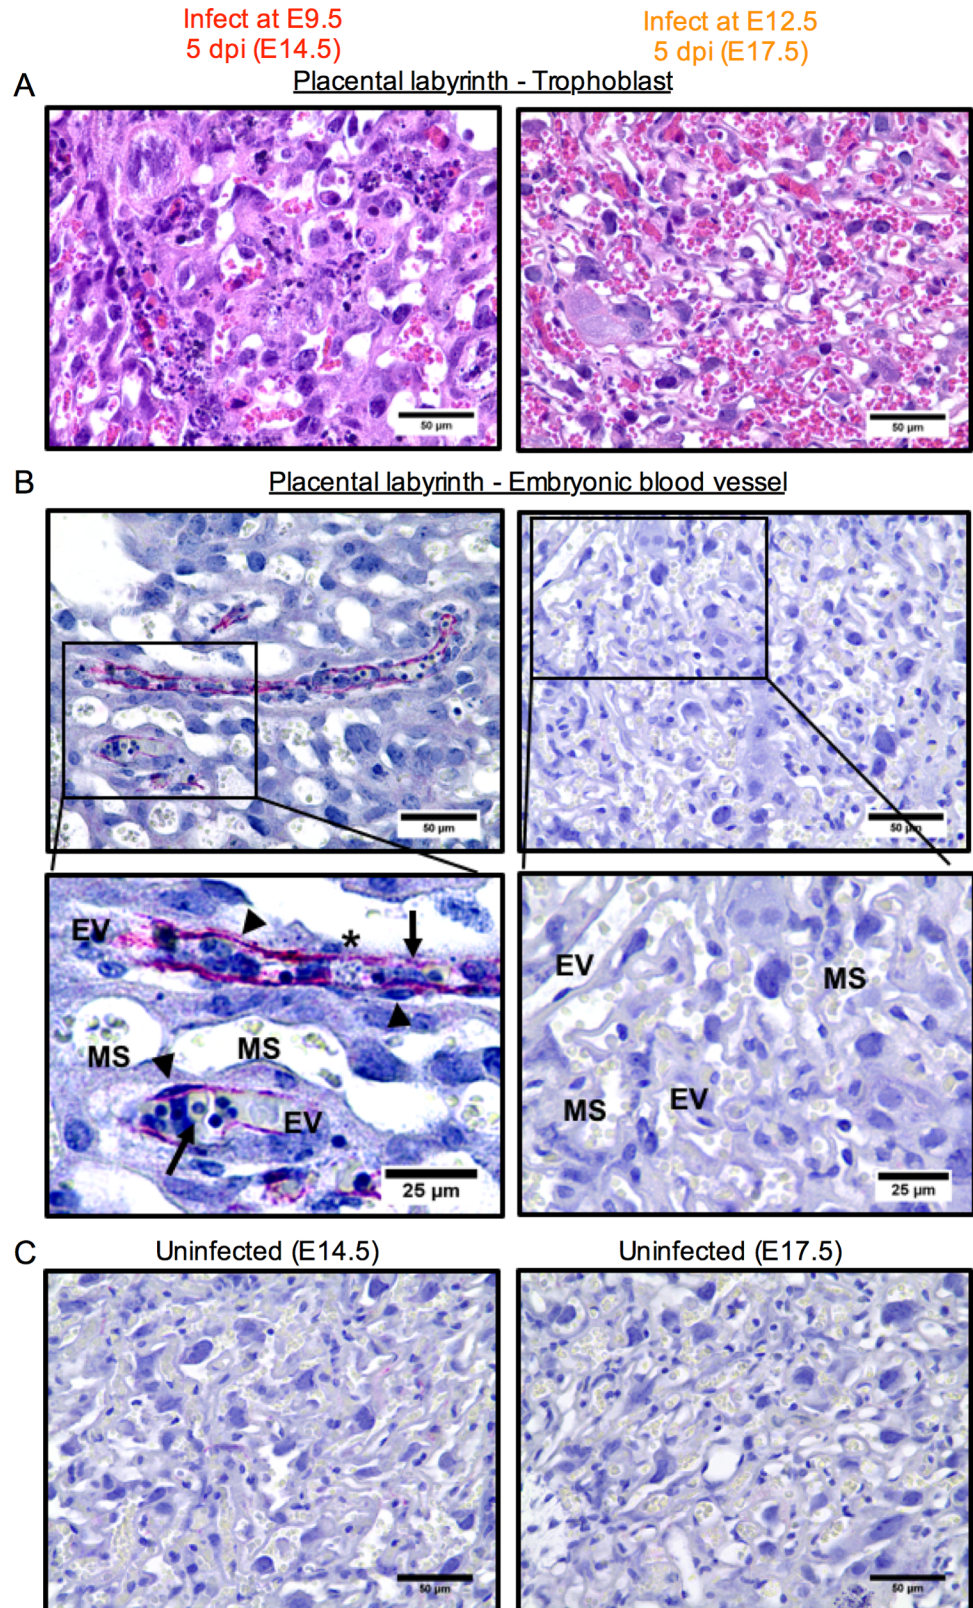 Infect at E9.5
5 dpi (E14.5)
Infect at E12.5
5 dpi (E17.5)
A
Placental labyrinth - Trophoblast
50 µm
50 µm
B
Placental labyrinth - Embryonic blood vessel
50 µm
50 µm
EV
*
MS
MS
EV
25 µm
EV
MS
MS
EV
25 µm
C
Uninfected (E14.5)
Uninfected (E17.5)
50 µm
50 µm